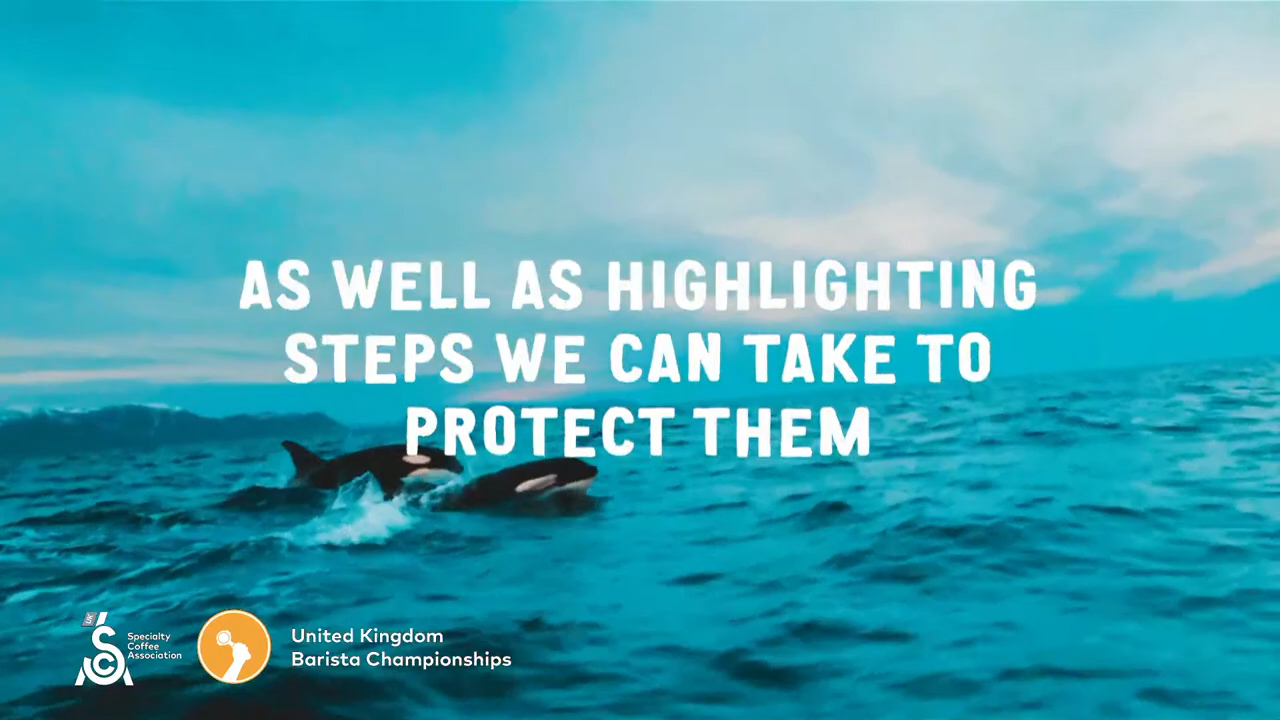 AS WELL AS HIGHLIGHTING
STEPS WE CAN TAKE TO
PROTECT THEM
UK
Specialty
Coffee
Association
United Kingdom
Barista Championships